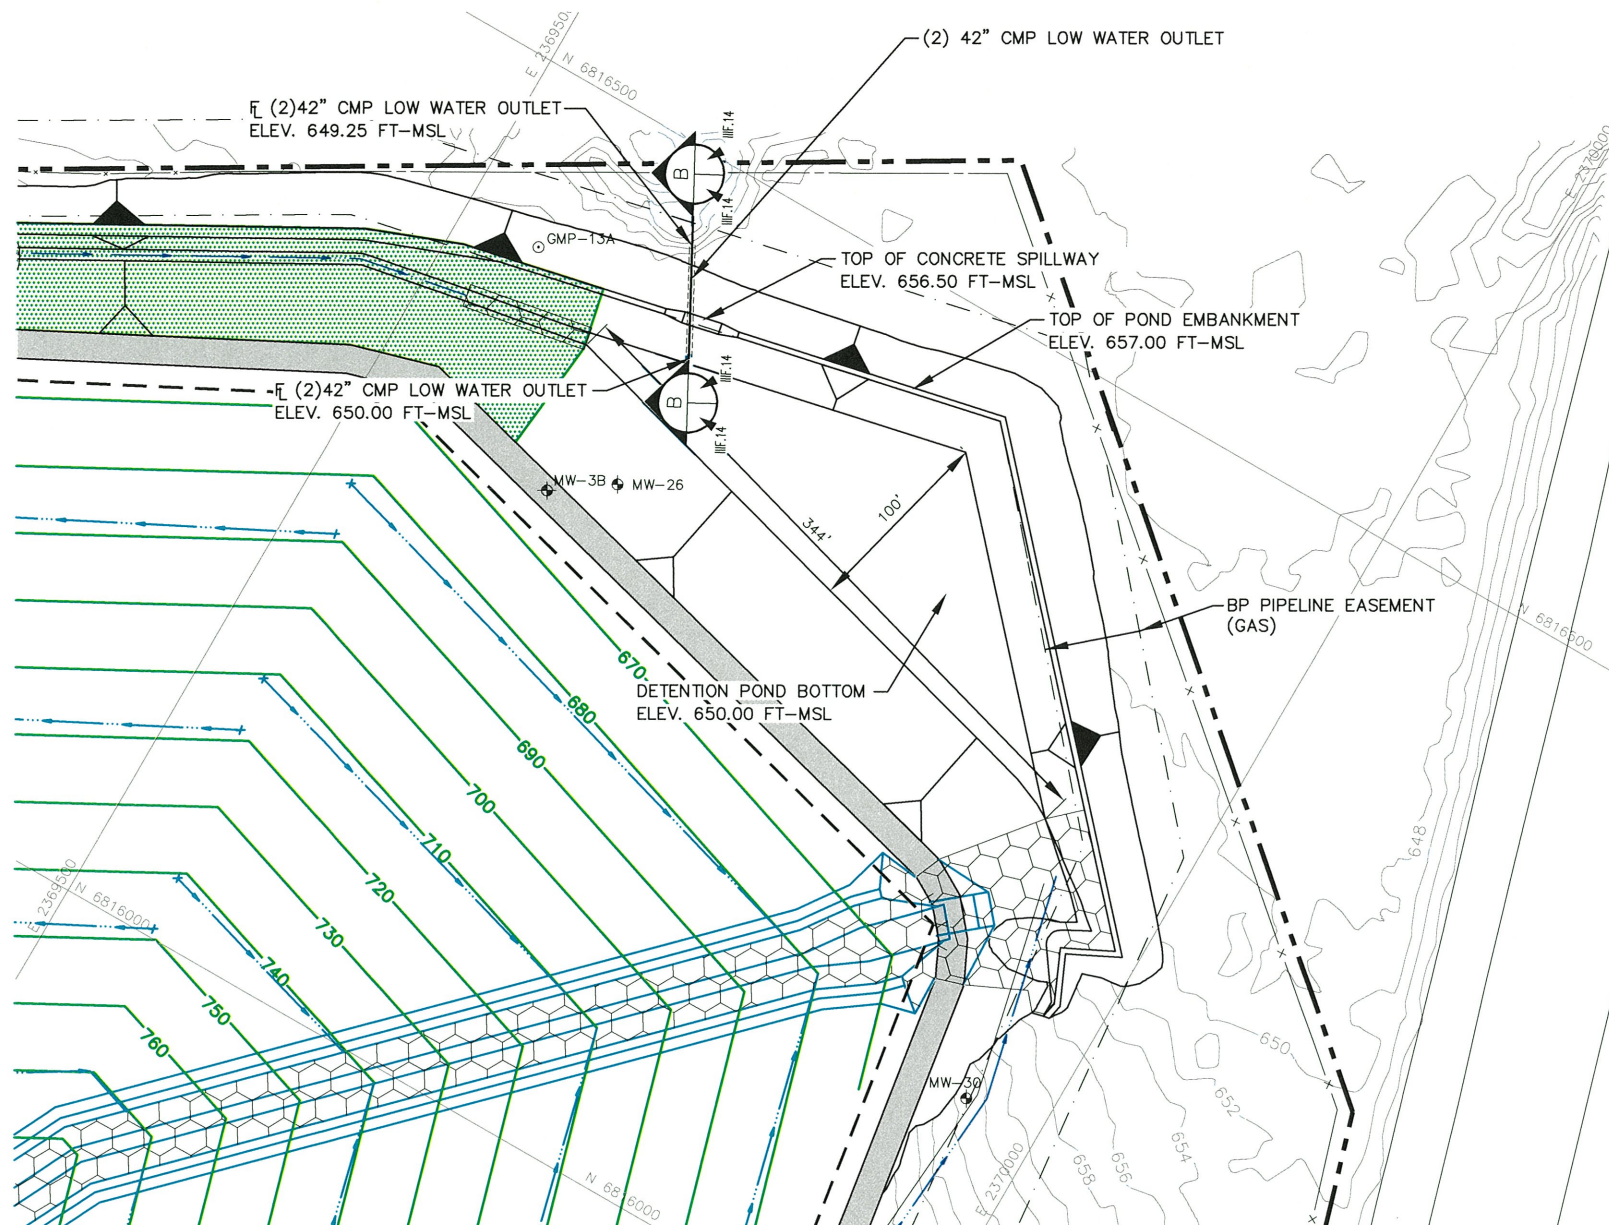 (2) 42” CMP LOW WATER OUTLET
E 2369500
N 6816500
FL (2)42” CMP LOW WATER OUTLET
ELEV. 649.25 FT-MSL
IIIF.14
B
IIIF.14
E 2370000
GMP-13A
TOP OF CONCRETE SPILLWAY
ELEV. 656.50 FT-MSL
TOP OF POND EMBANKMENT
ELEV. 657.00 FT-MSL
FL (2)42” CMP LOW WATER OUTLET
ELEV. 650.00 FT-MSL
IIIF.14
B
IIIF.14
MW-3B
MW-26
344'
100'
BP PIPELINE EASEMENT
(GAS)
N 6816500
DETENTION POND BOTTOM
ELEV. 650.00 FT-MSL
670
680
690
700
710
720
730
740
750
760
648
E 2369500
N 6816000
650
652
654
656
658
MW-30
E 2370000
N 6816000